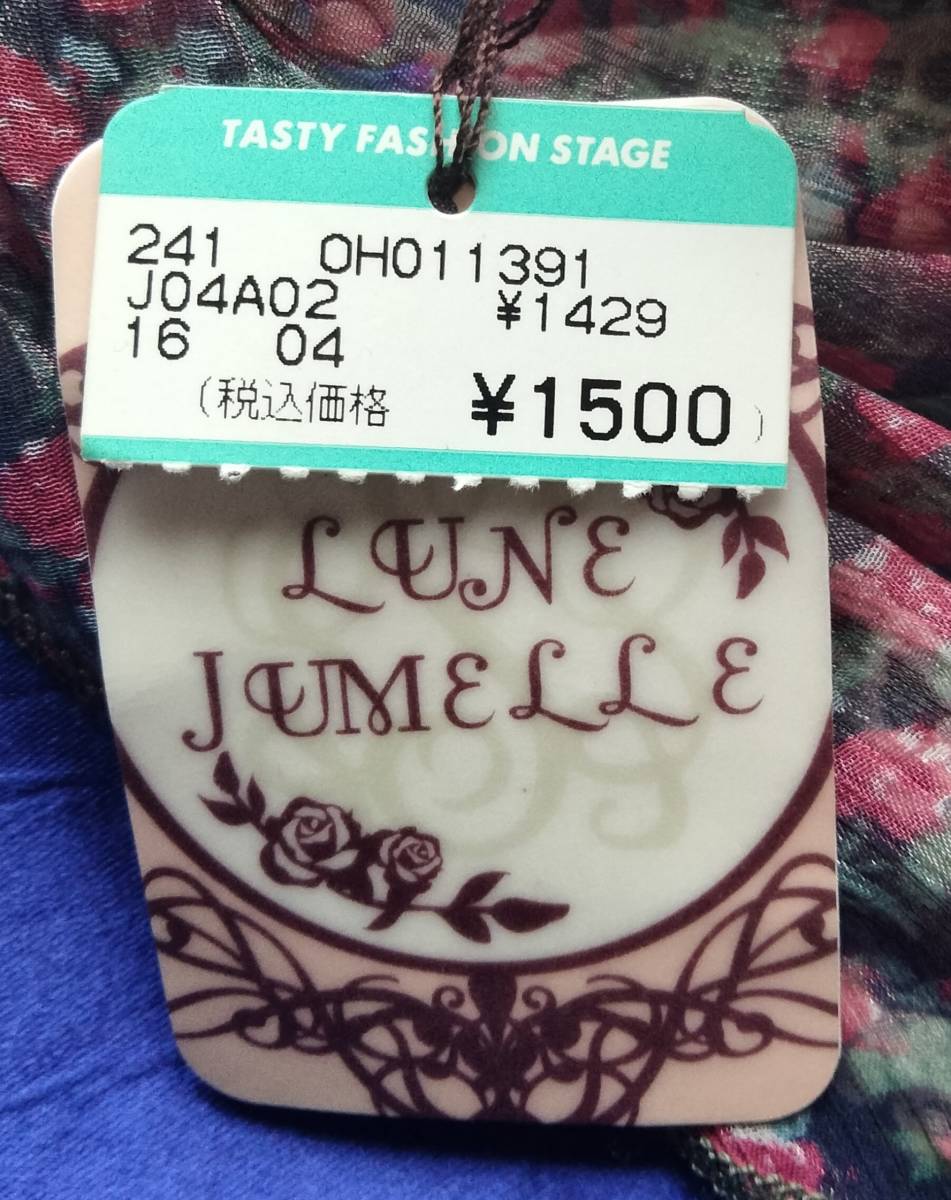 TASTY FASHION STAGE
241 0H011391
J04A02 ¥1429
16 04
(税込価格 ¥1500)
LUNE
JUMELLE